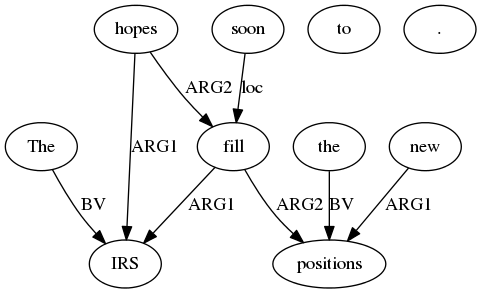 hopes soon to .
ARG2 loc
The ARG1 fill the new
BV ARG1 ARG2 BV ARG1
IRS positions